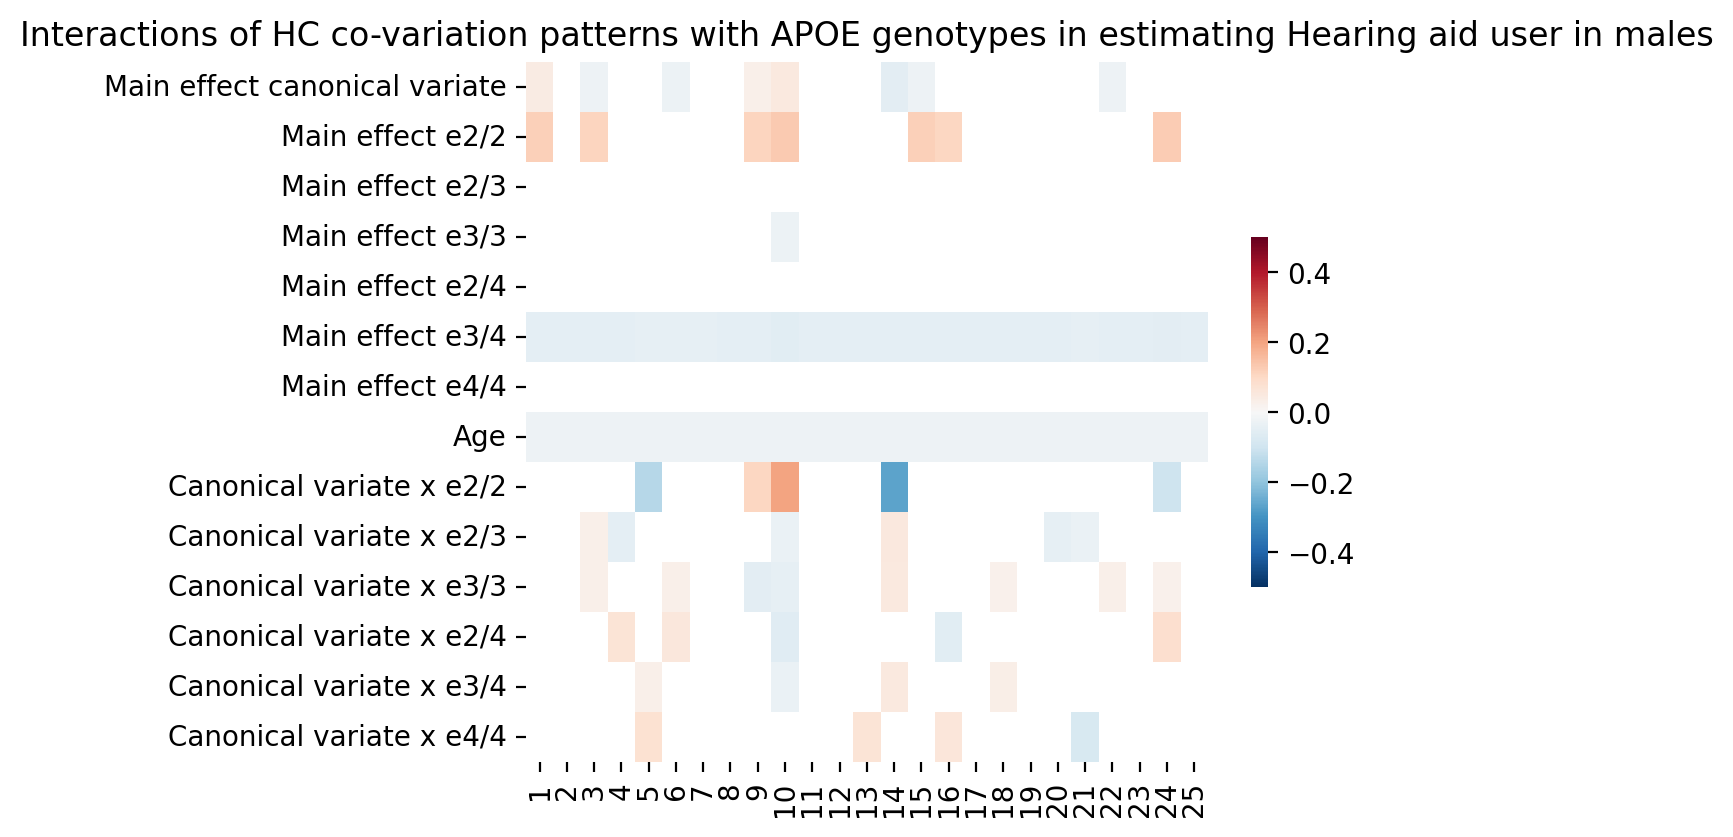 Interactions of HC co-variation patterns with APOE genotypes in estimating Hearing aid user in males
Main effect canonical variate
Main effect e2/2
Main effect e2/3
Main effect e3/3
Main effect e2/4
Main effect e3/4
Main effect e4/4
Age
Canonical variate x e2/2
Canonical variate x e2/3
Canonical variate x e3/3
Canonical variate x e2/4
Canonical variate x e3/4
Canonical variate x e4/4
1 2 3 4 5 6 7 8 9 10 11 12 13 14 15 16 17 18 19 20 21 22 23 24 25
0.4
0.2
0.0
−0.2
−0.4